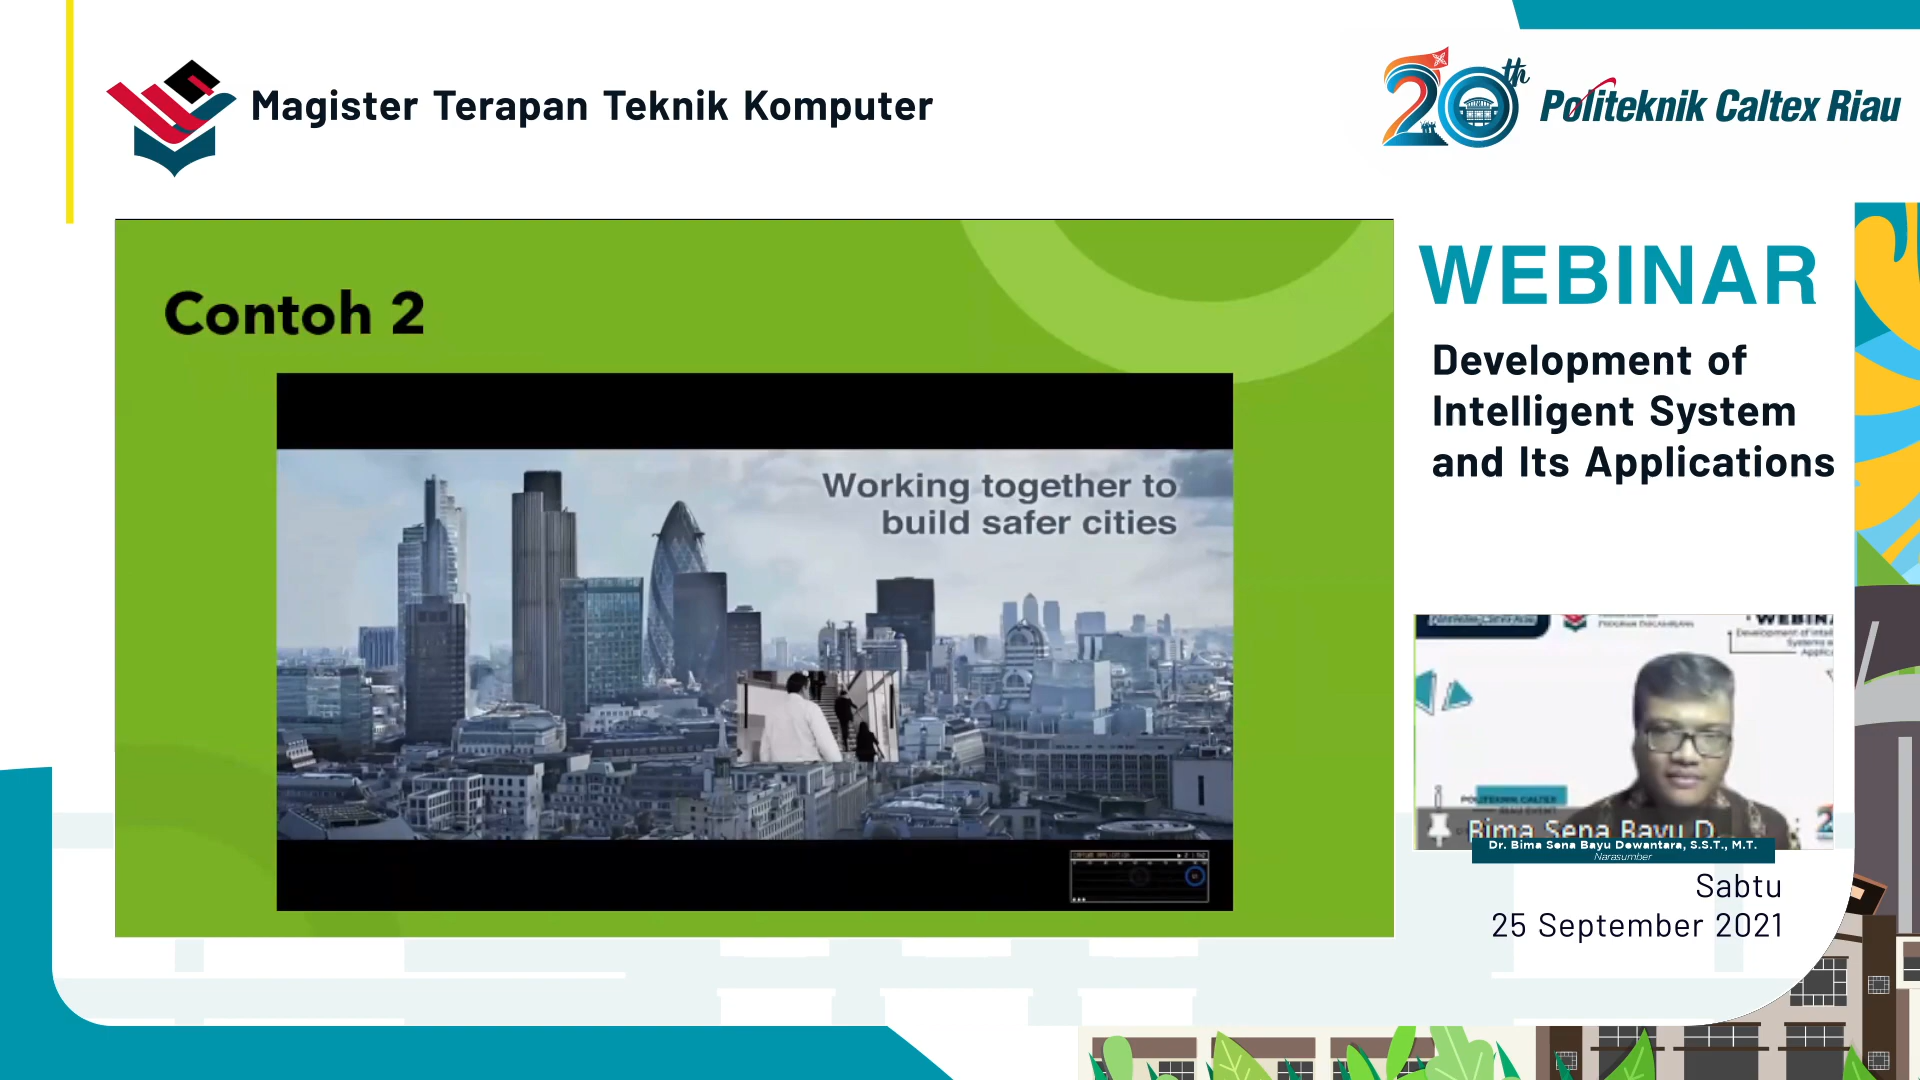 Magister Terapan Teknik Komputer
20th
Politeknik Caltex Riau
Contoh 2
Working together to
build safer cities
WEBINAR
Development of
Intelligent System
and Its Applications
Bima Sena Bayu D...
Dr. Bima Sena Bayu Dewantara, S.S.T., M.T.
Narasumber
Sabtu
25 September 2021